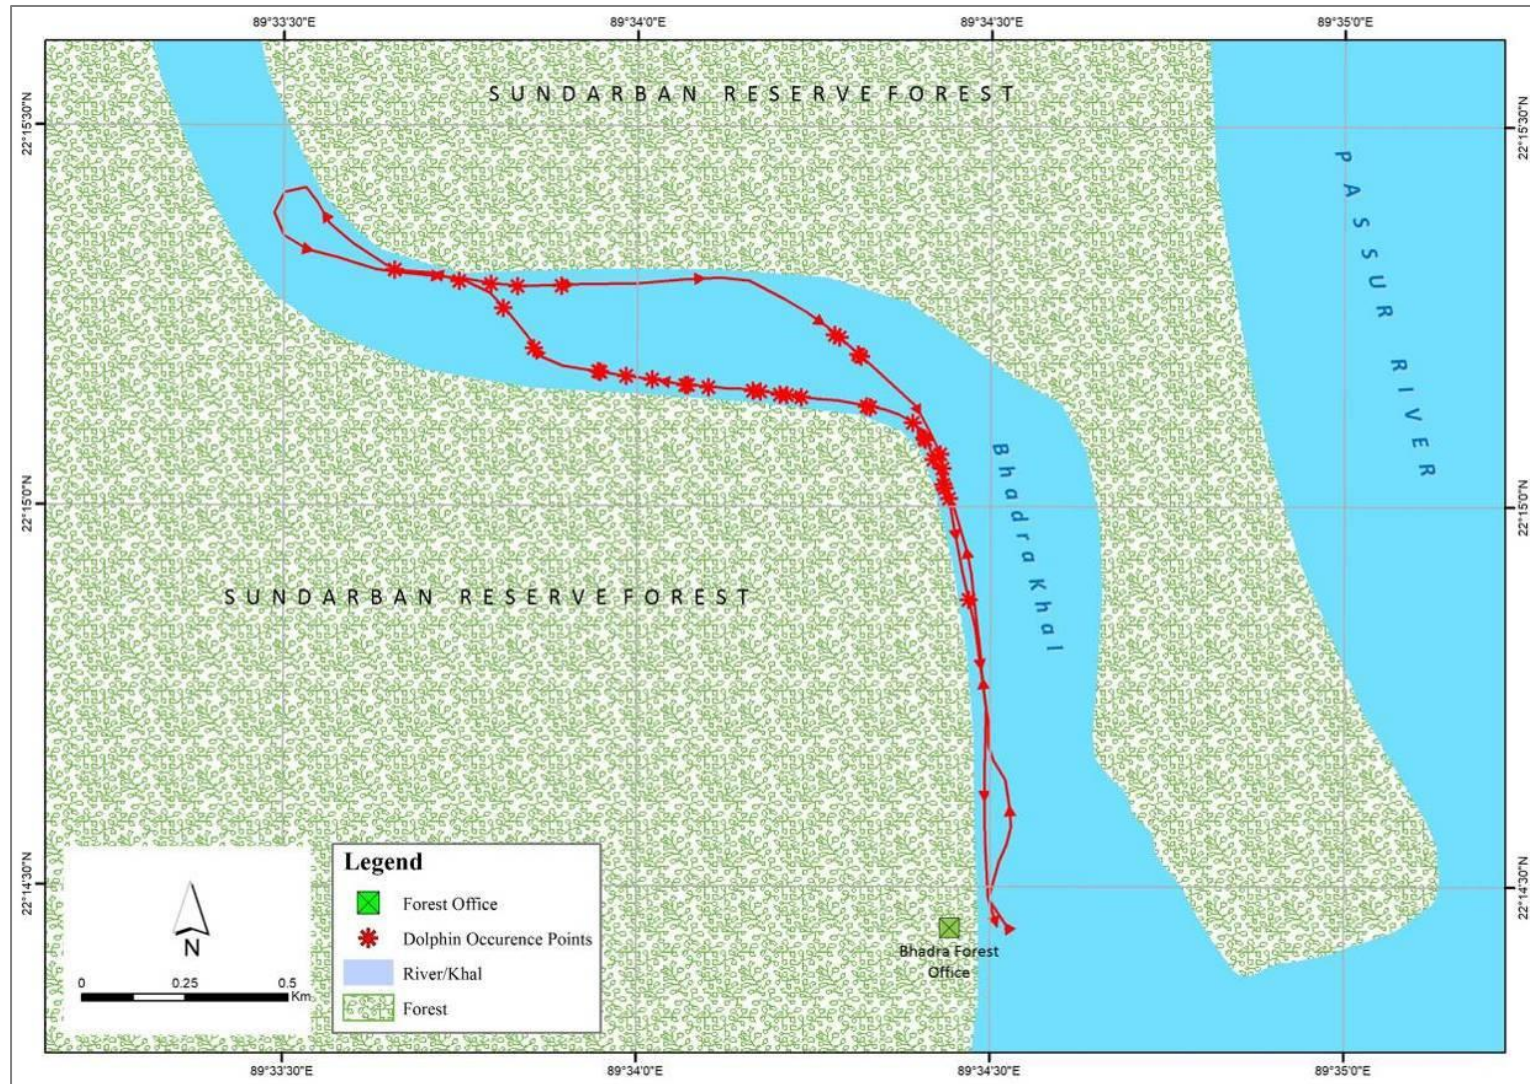 89°33'30"E
89°34'0"E
89°34'30"E
89°35'0"E
22°15'30"N
22°15'30"N
SUNDARBAN RESERVE FOREST
PASSUR RIVER
Bhadra Khal
22°15'0"N
22°15'0"N
SUNDARBAN RESERVE FOREST
22°14'30"N
22°14'30"N
Legend
Forest Office
Dolphin Occurence Points
River/Khal
Forest
N
0 0.25 0.5
Km
Bhadra Forest
Office
89°33'30"E
89°34'0"E
89°34'30"E
89°35'0"E